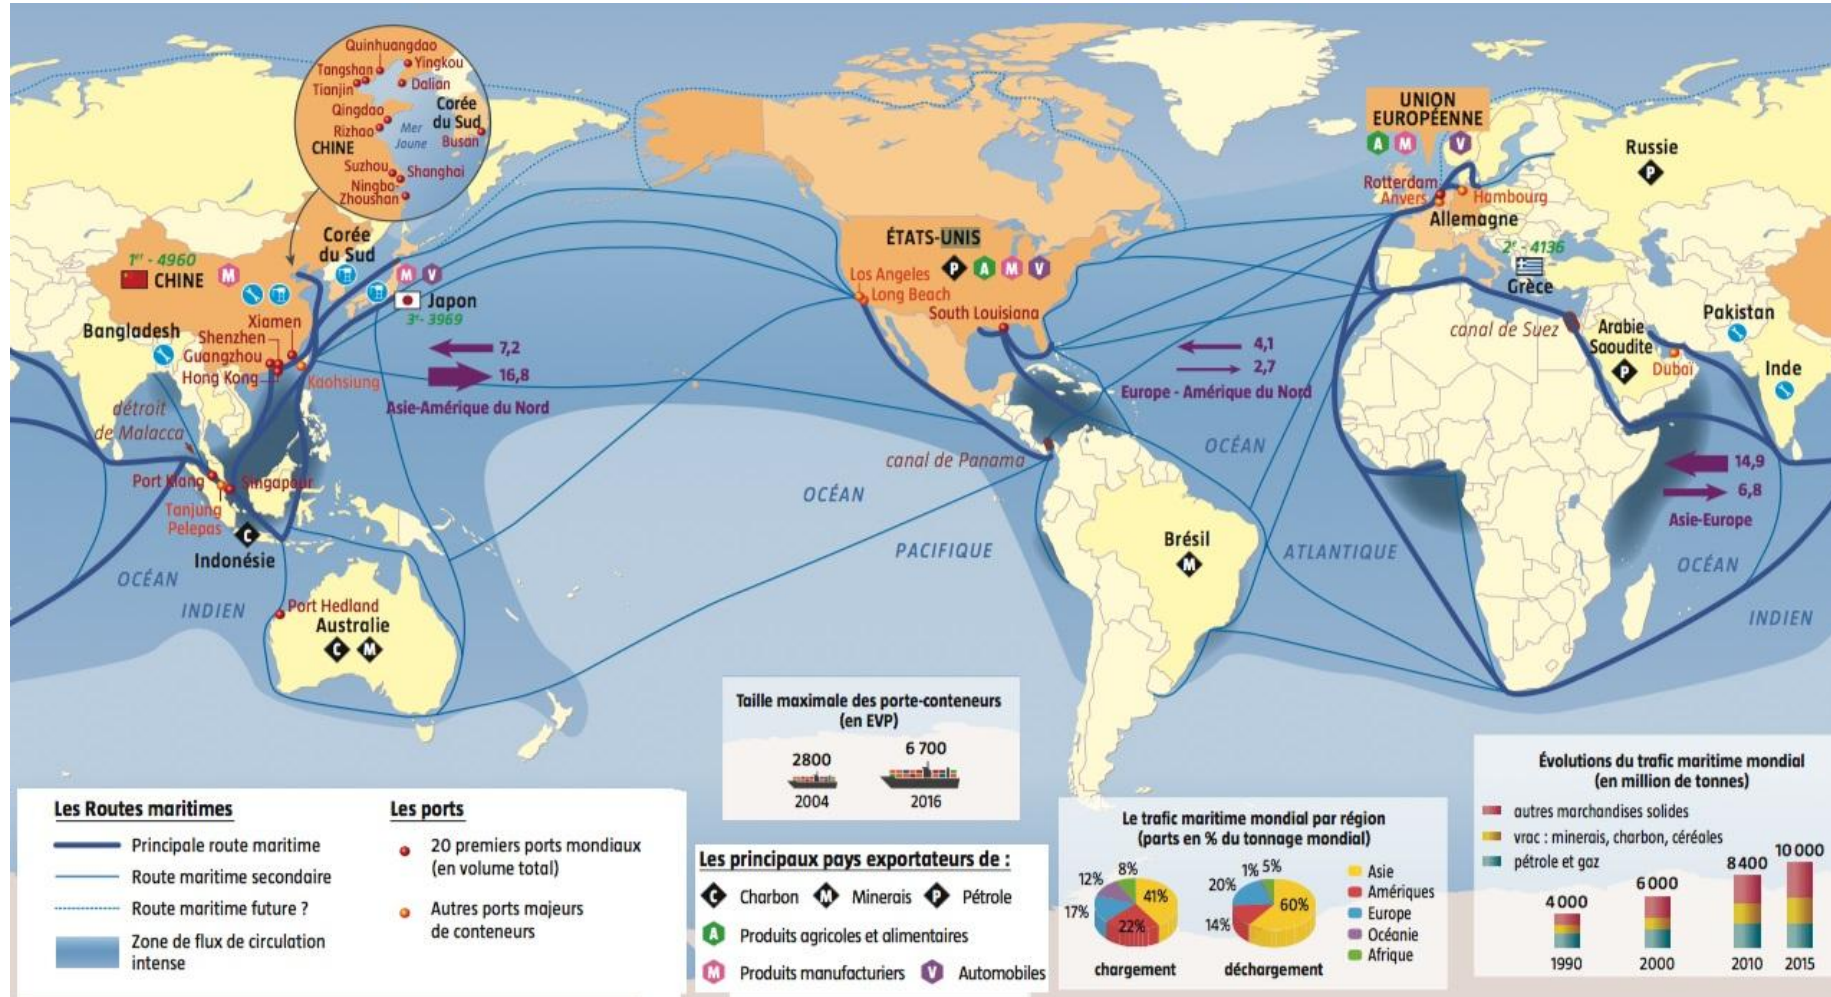 Quinhuangdao
Yingkou
Tangshan
Tianjin
Dalian
Qingdao
Corée
du Sud
Rizhao
Mer
Jaune
Busan
CHINE
Suzhou
Shanghai
Ningbo-
Zhoushan
Corée
du Sud
1er - 4960
CHINE
M
M
V
Japon
3e- 3969
Bangladesh
Xiamen
Shenzhen
Guangzhou
Hong Kong
Kaohsiung
7,2
16,8
Asie-Amérique du Nord
détroit
de Malacca
Port Klang
Singapour
Tanjung
Pelepas
C
Indonésie
OCÉAN
INDIEN
Port Hedland
Australie
C
M
ÉTATS-UNIS
P
A
M
V
Los Angeles
Long Beach
South Louisiana
canal de Panama
OCÉAN
PACIFIQUE
4,1
2,7
Europe - Amérique du Nord
OCÉAN
ATLANTIQUE
Brésil
M
UNION
EUROPÉENNE
A
M
V
Rotterdam
Anvers
Hambourg
Allemagne
Russie
P
2e - 4136
Grèce
canal de Suez
Arabie
Saoudite
P
Dubaï
Pakistan
Inde
14,9
6,8
Asie-Europe
OCÉAN
INDIEN
Taille maximale des porte-conteneurs
(en EVP)
2800
6 700
2004
2016
Les Routes maritimes
Principale route maritime
Route maritime secondaire
Route maritime future ?
Zone de flux de circulation
intense
Les ports
20 premiers ports mondiaux
(en volume total)
Autres ports majeurs
de conteneurs
Les principaux pays exportateurs de :
C Charbon M Minerais P Pétrole
A Produits agricoles et alimentaires
M Produits manufacturiers V Automobiles
Le trafic maritime mondial par région
(parts en % du tonnage mondial)
12%
8%
41%
17%
22%
chargement
1%
5%
20%
60%
14%
déchargement
Asie
Amériques
Europe
Océanie
Afrique
Évolutions du trafic maritime mondial
(en million de tonnes)
autres marchandises solides
vrac : minerais, charbon, céréales
pétrole et gaz
4 000
6 000
8 400
10 000
1990
2000
2010
2015